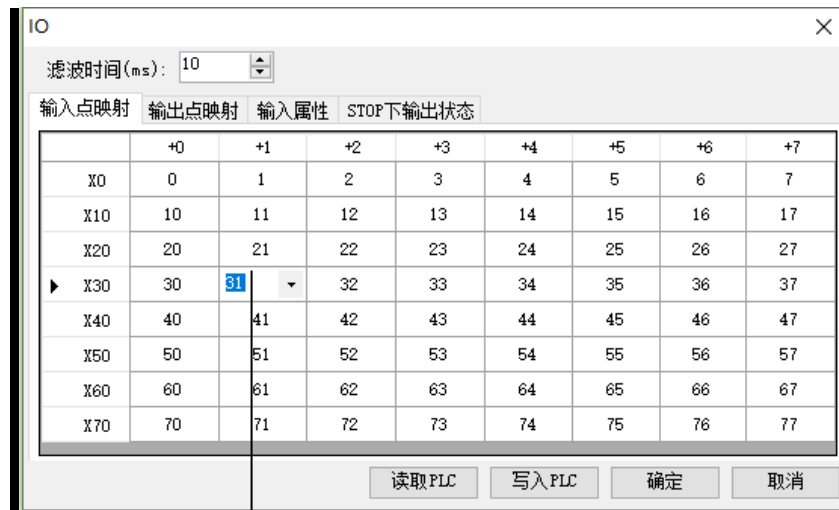 IO
滤波时间(ms): 10
输入点映射 输出点映射 输入属性 STOP下输出状态
+0 +1 +2 +3 +4 +5 +6 +7
X0 0 1 2 3 4 5 6 7
X10 10 11 12 13 14 15 16 17
X20 20 21 22 23 24 25 26 27
X30 30 31 32 33 34 35 36 37
X40 40 41 42 43 44 45 46 47
X50 50 51 52 53 54 55 56 57
X60 60 61 62 63 64 65 66 67
X70 70 71 72 73 74 75 76 77
读取PLC 写入PLC 确定 取消